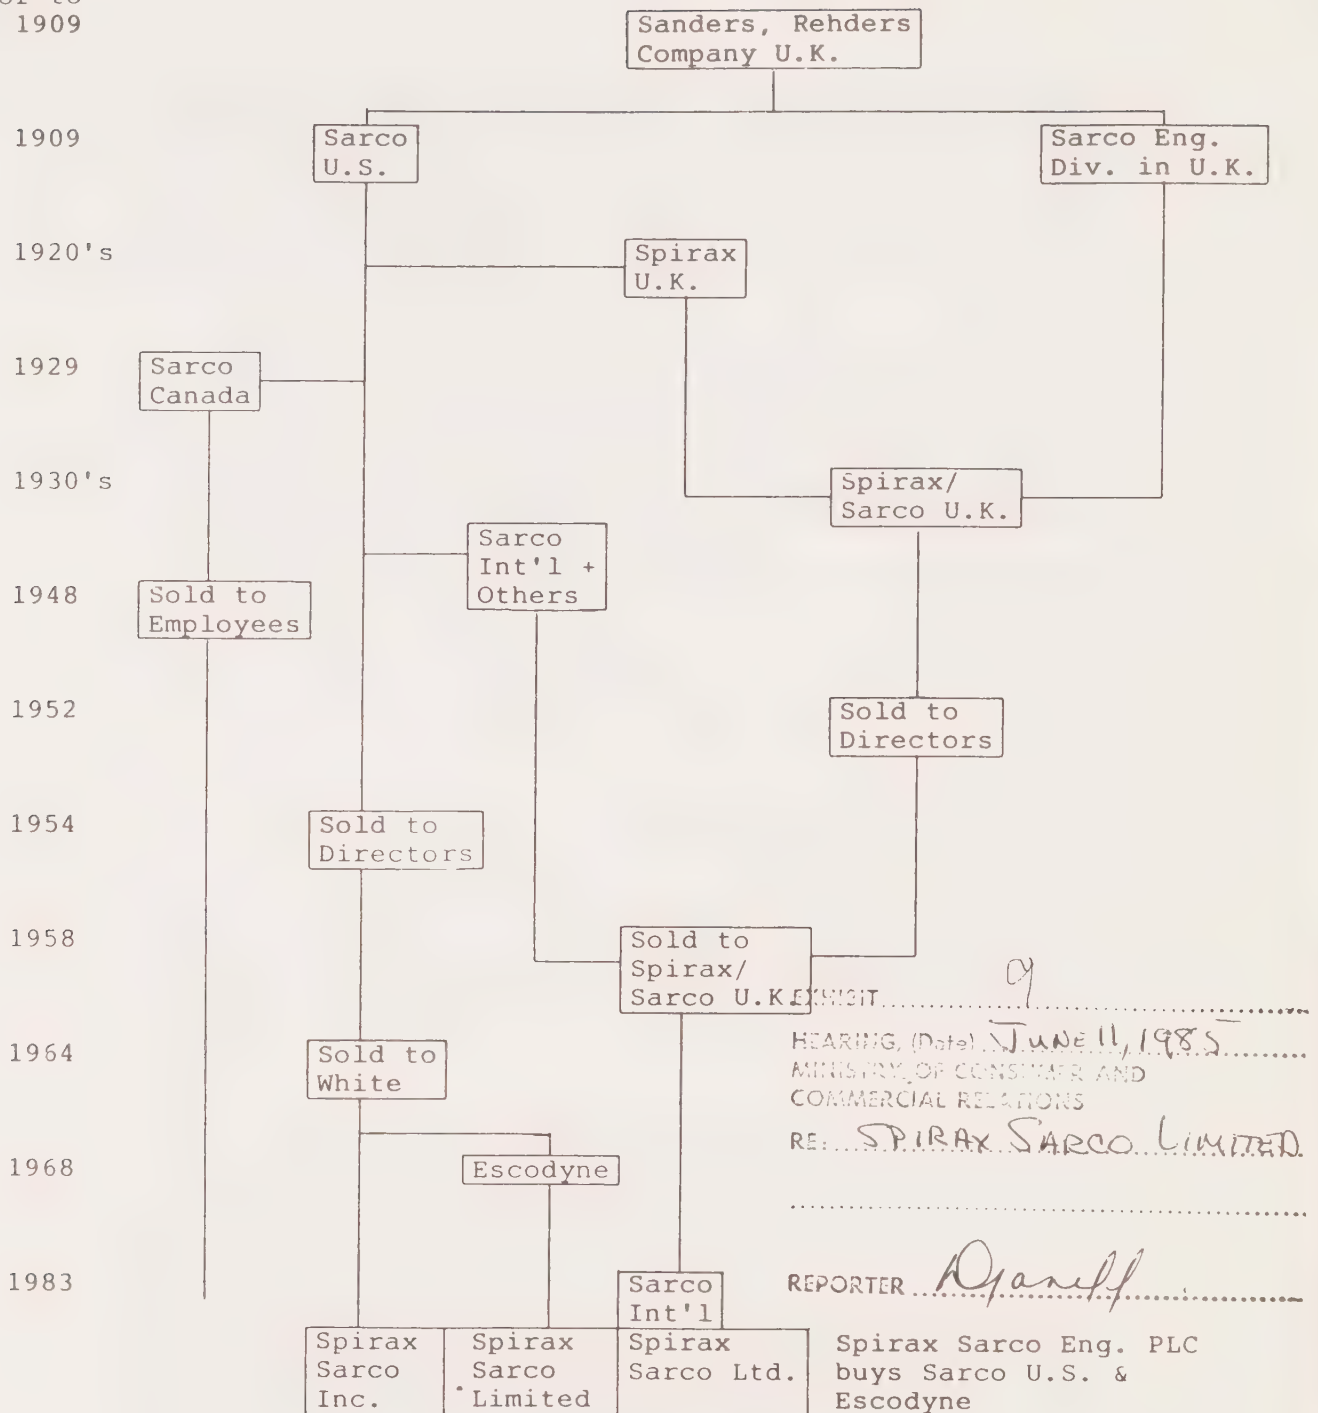 or to
1909
Sanders, Rehders
Company U.K.
1909
Sarco
U.S.
Sarco Eng.
Div. in U.K.
1920's
Spirax
U.K.
1929
Sarco
Canada
1930's
Spirax/
Sarco U.K.
Sarco
Int'l +
Others
1948
Sold to
Employees
1952
Sold to
Directors
1954
Sold to
Directors
1958
Sold to
Spirax/
Sarco U.K.
EXHIBIT 9
HEARING, (Date) JUNE 11, 1985
MINISTRY OF CONSUMER AND
COMMERCIAL RELATIONS
RE: SPIRAX SARCO LIMITED
1964
Sold to
White
1968
Escodyne
1983
Sarco
Int'l
REPORTER
Spirax
Sarco
Inc.
Spirax
Sarco
Limited
Spirax
Sarco Ltd.
Spirax Sarco Eng. PLC
buys Sarco U.S. &
Escodyne